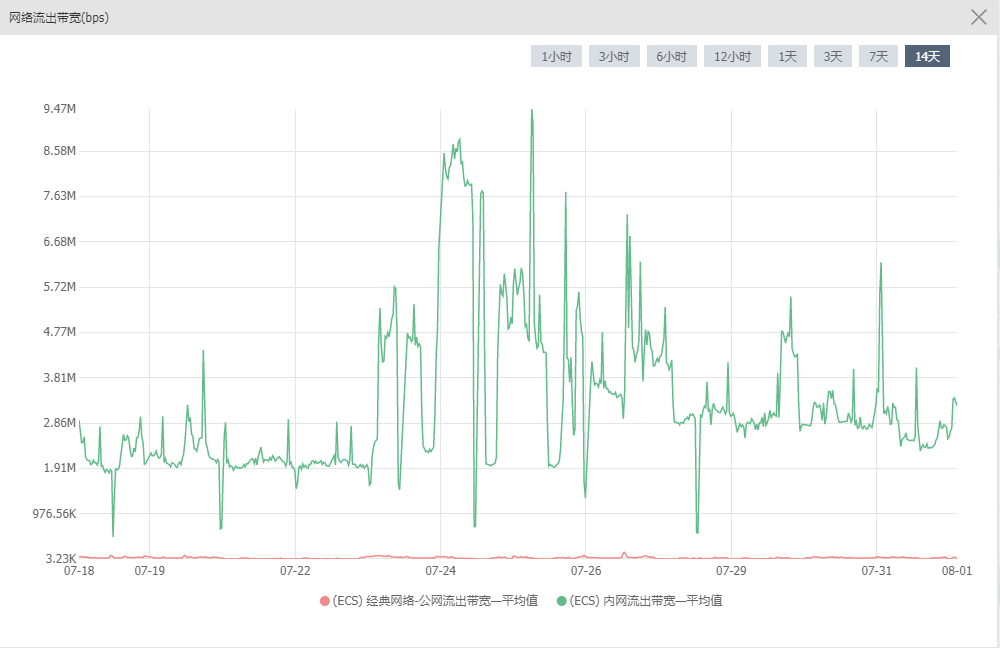 网络流出带宽(bps)
1小时 3小时 6小时 12小时 1天 3天 7天 14天
9.47M
8.58M
7.63M
6.68M
5.72M
4.77M
3.81M
2.86M
1.91M
976.56K
3.23K
07-18 07-19 07-22 07-24 07-26 07-29 07-31 08-01
(ECS) 经典网络-公网流出带宽—平均值 (ECS) 内网流出带宽—平均值